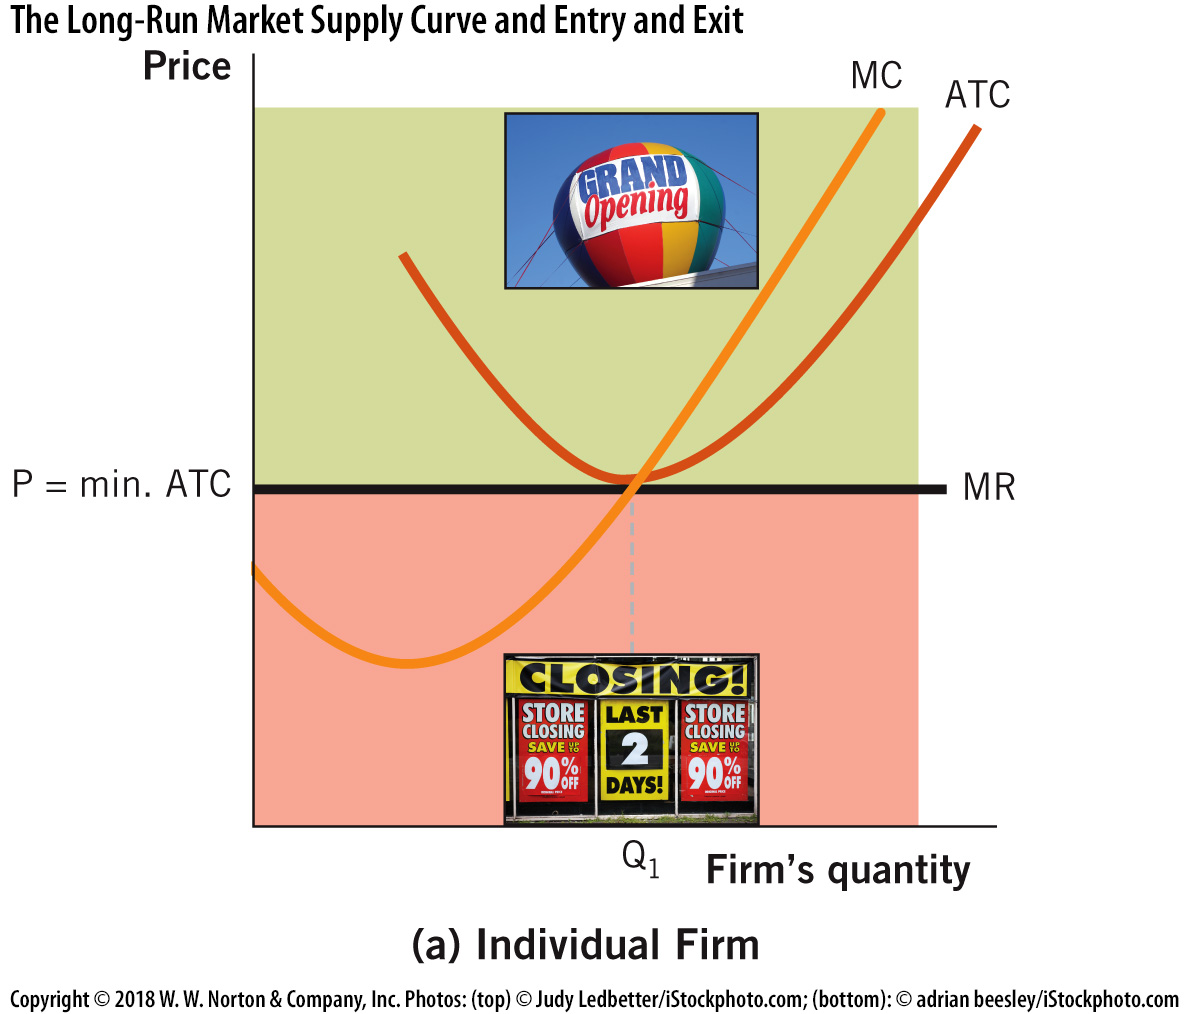 The Long-Run Market Supply Curve and Entry and Exit
Price
MC
ATC
GRAND
Opening
P = min. ATC
MR
CLOSING!
STORE
CLOSING
SAVE UP TO
90% OFF
LAST
2
DAYS!
STORE
CLOSING
SAVE UP TO
90% OFF
Q₁
Firm's quantity
(a) Individual Firm
Copyright © 2018 W. W. Norton & Company, Inc. Photos: (top) © Judy Ledbetter/iStockphoto.com; (bottom): © adrian beesley/iStockphoto.com